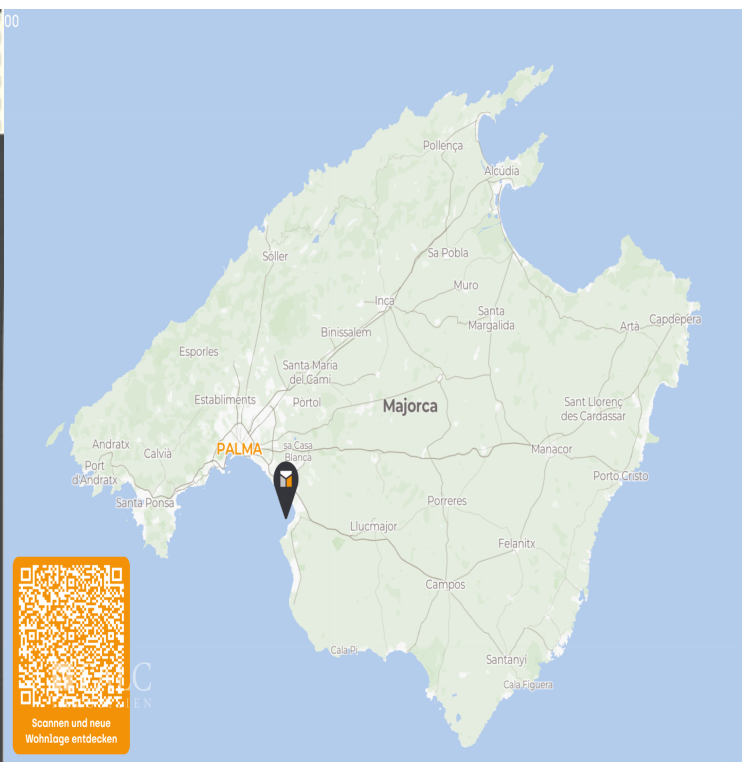 00
Pollença
Alcúdia
Sóller
Sa Pobla
Muro
Inca
Santa
Margalida
Binissalem
Artà
Capdepera
Esporles
Santa Maria
del Camí
Establiments
Pòrtol
Majorca
Sant Llorenç
des Cardassar
Andratx
Calvià
PALMA
sa Casa
Blanca
Manacor
Port
d'Andratx
Porto Cristo
Santa Ponsa
Porreres
Llucmajor
Felanitx
Campos
Cala Pi
Santanyí
Cala Figuera
Scannen und neue
Wohnlage entdecken